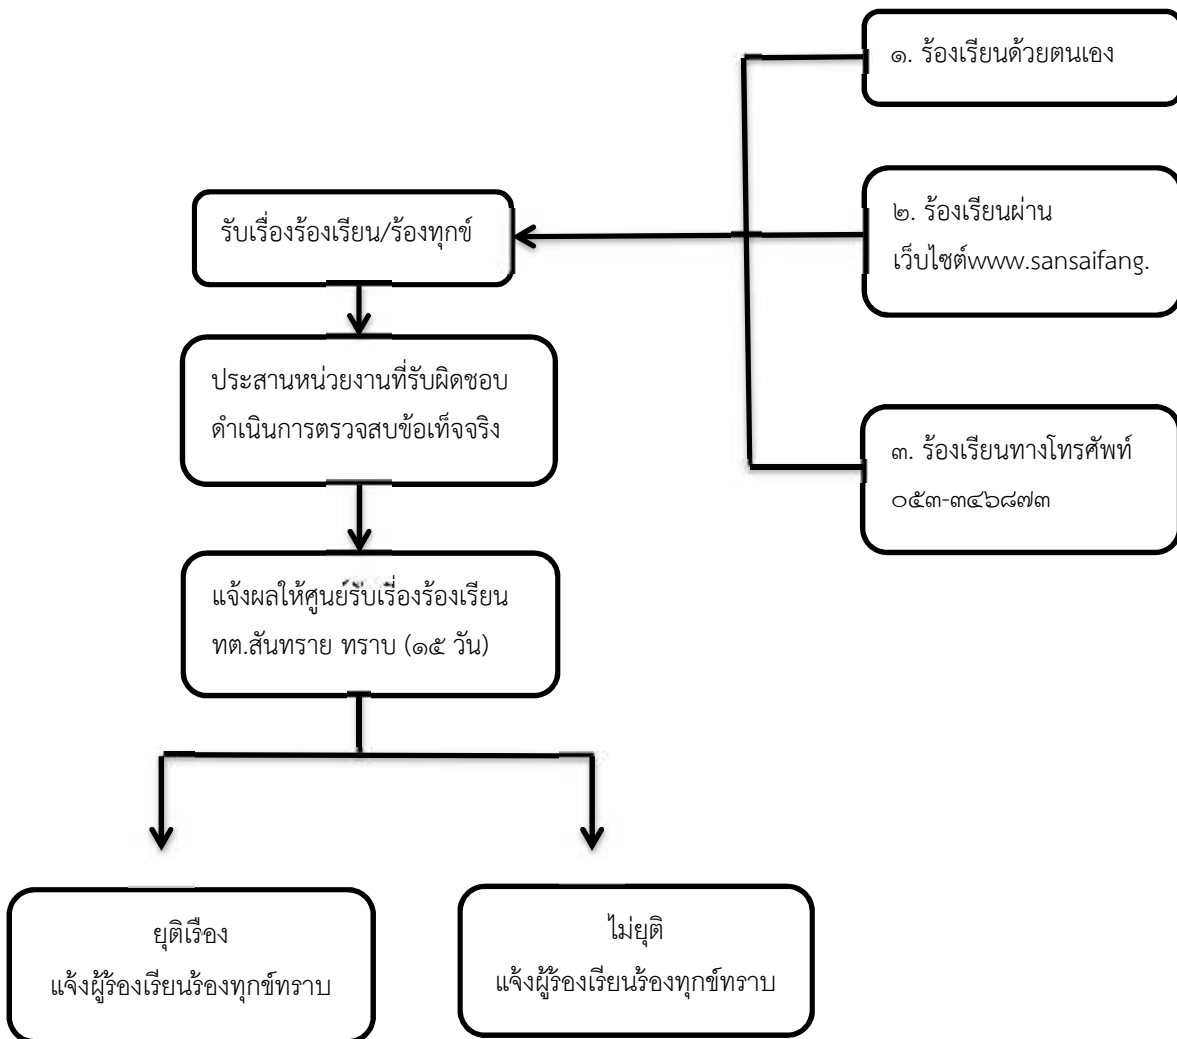 ๑. ร้องเรียนด้วยตนเอง
๒. ร้องเรียนผ่าน
เว็บไซต์www.sansaifang.
๓. ร้องเรียนทางโทรศัพท์
๐๕๓-๓๔๖๘๗๓
รับเรื่องร้องเรียน/ร้องทุกข์
ประสานหน่วยงานที่รับผิดชอบ
ดำเนินการตรวจสบข้อเท็จจริง
แจ้งผลให้ศูนย์รับเรื่องร้องเรียน
ทต.สันทราย ทราบ (๑๕ วัน)
ยุติเรือง
แจ้งผู้ร้องเรียนร้องทุกข์ทราบ
ไม่ยุติ
แจ้งผู้ร้องเรียนร้องทุกข์ทราบ